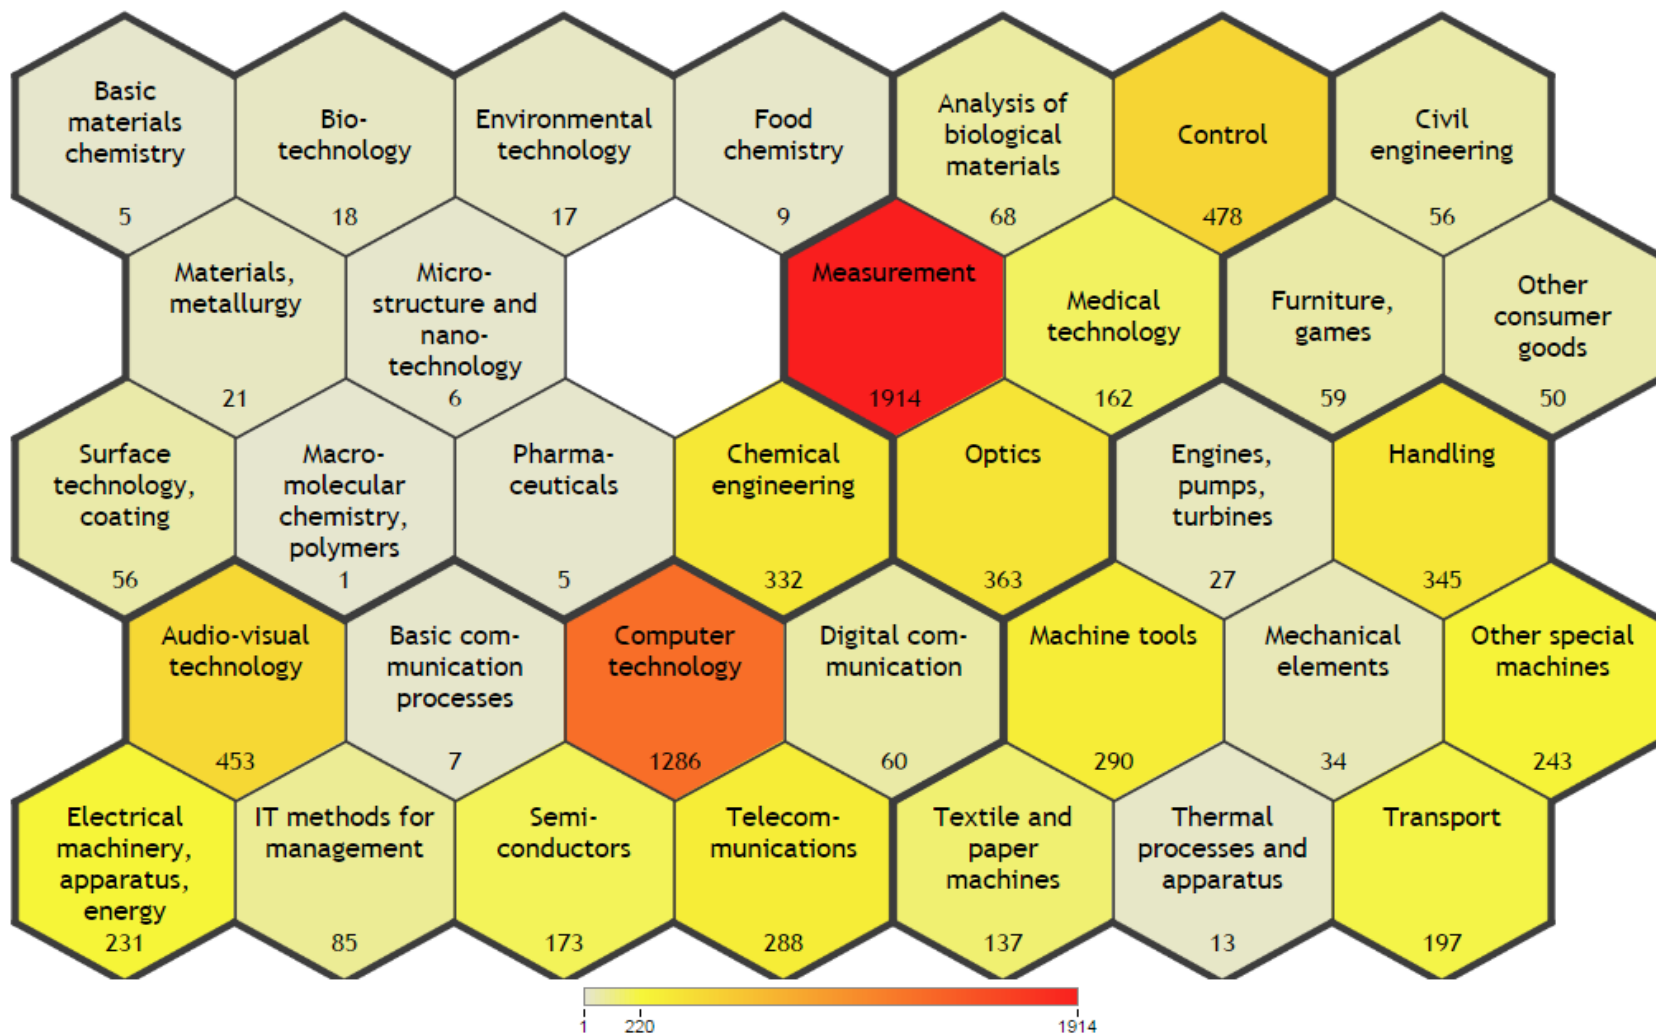 Basic
materials
chemistry
5
Bio-
technology
18
Environmental
technology
17
Food
chemistry
9
Analysis of
biological
materials
68
Control
478
Civil
engineering
56
Materials,
metallurgy
21
Micro-
structure and
nano-
technology
6
Measurement
1914
Medical
technology
162
Furniture,
games
59
Other
consumer
goods
50
Surface
technology,
coating
56
Macro-
molecular
chemistry,
polymers
1
Pharma-
ceuticals
5
Chemical
engineering
332
Optics
363
Engines,
pumps,
turbines
27
Handling
345
Audio-visual
technology
453
Basic com-
munication
processes
7
Computer
technology
1286
Digital com-
munication
60
Machine tools
290
Mechanical
elements
34
Other special
machines
243
Electrical
machinery,
apparatus,
energy
231
IT methods for
management
85
Semi-
conductors
173
Telecom-
munications
288
Textile and
paper
machines
137
Thermal
processes and
apparatus
13
Transport
197
1 220 1914